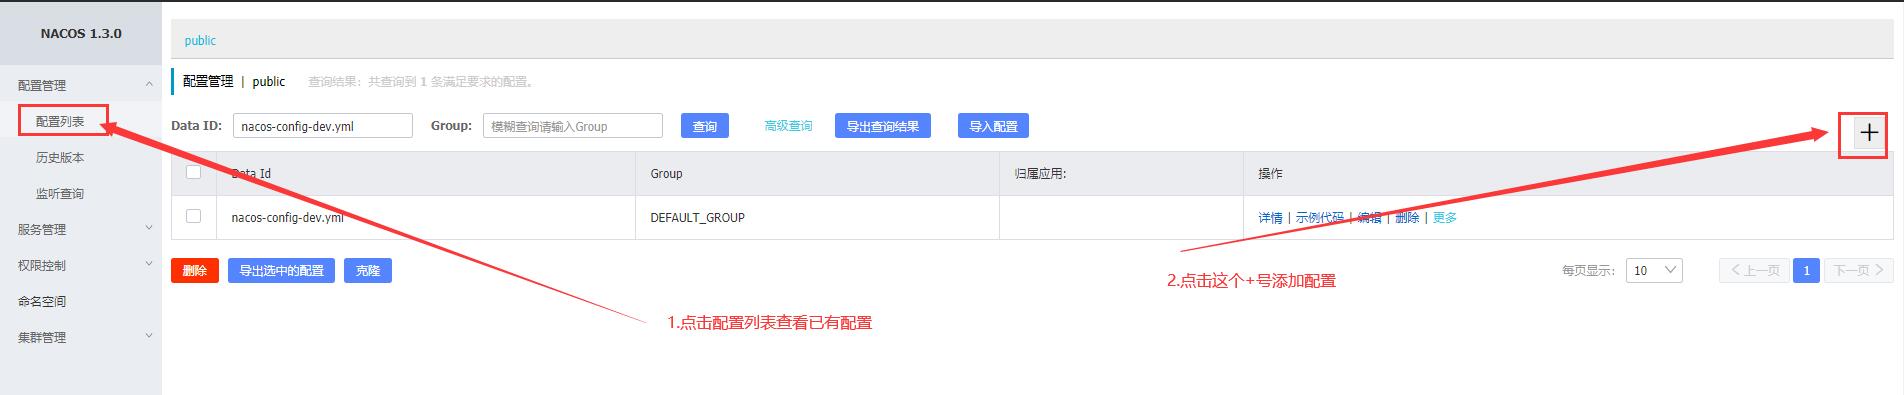 NACOS 1.3.0
public
配置管理
配置管理 | public 查询结果：共查询到 1 条满足要求的配置。
配置列表
Data ID: nacos-config-dev.yml Group: 模糊查询请输入Group 查询 高级查询 导出查询结果 导入配置 +
历史版本
Data Id Group 归属应用: 操作
监听查询
nacos-config-dev.yml DEFAULT_GROUP 详情 | 示例代码 | 编辑 | 删除 | 更多
服务管理
权限控制
删除 导出选中的配置 克隆 每页显示: 10 上一页 1 下一页
2.点击这个+号添加配置
命名空间
1.点击配置列表查看已有配置
集群管理